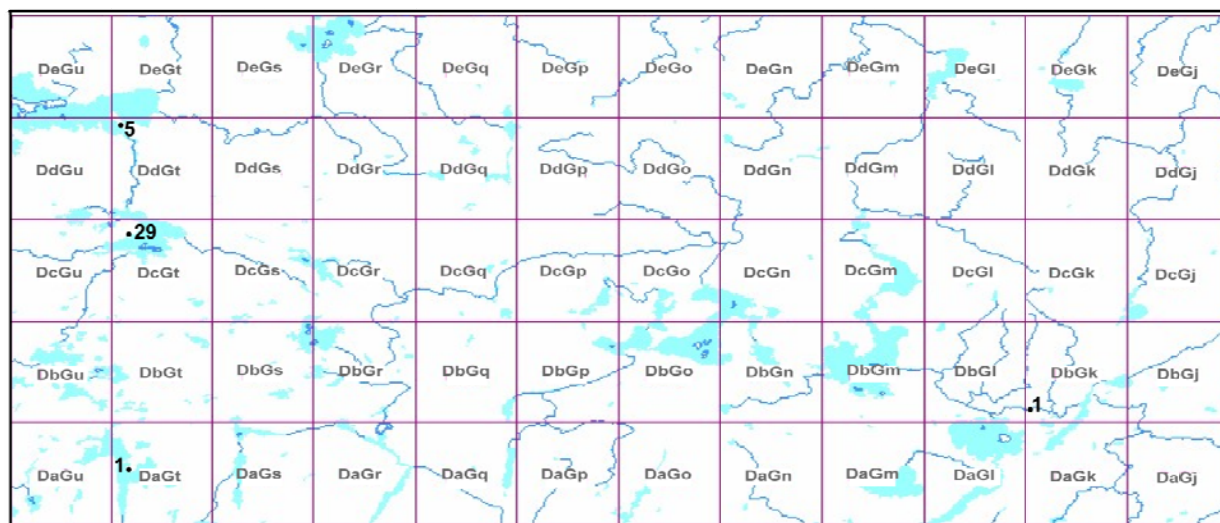 DeGu DeGt DeGs DeGr DeGq DeGp DeGo DeGn DeGm DeGl DeGk DeGj
5
DdGu DdGt DdGs DdGr DdGq DdGp DdGo DdGn DdGm DdGl DdGk DdGj
29
DcGu DcGt DcGs DcGr DcGq DcGp DcGo DcGn DcGm DcGl DcGk DcGj
DbGu DbGt DbGs DbGr DbGq DbGp DbGo DbGn DbGm DbGl DbGk DbGj
1
1
DaGu DaGt DaGs DaGr DaGq DaGp DaGo DaGn DaGm DaGl DaGk DaGj